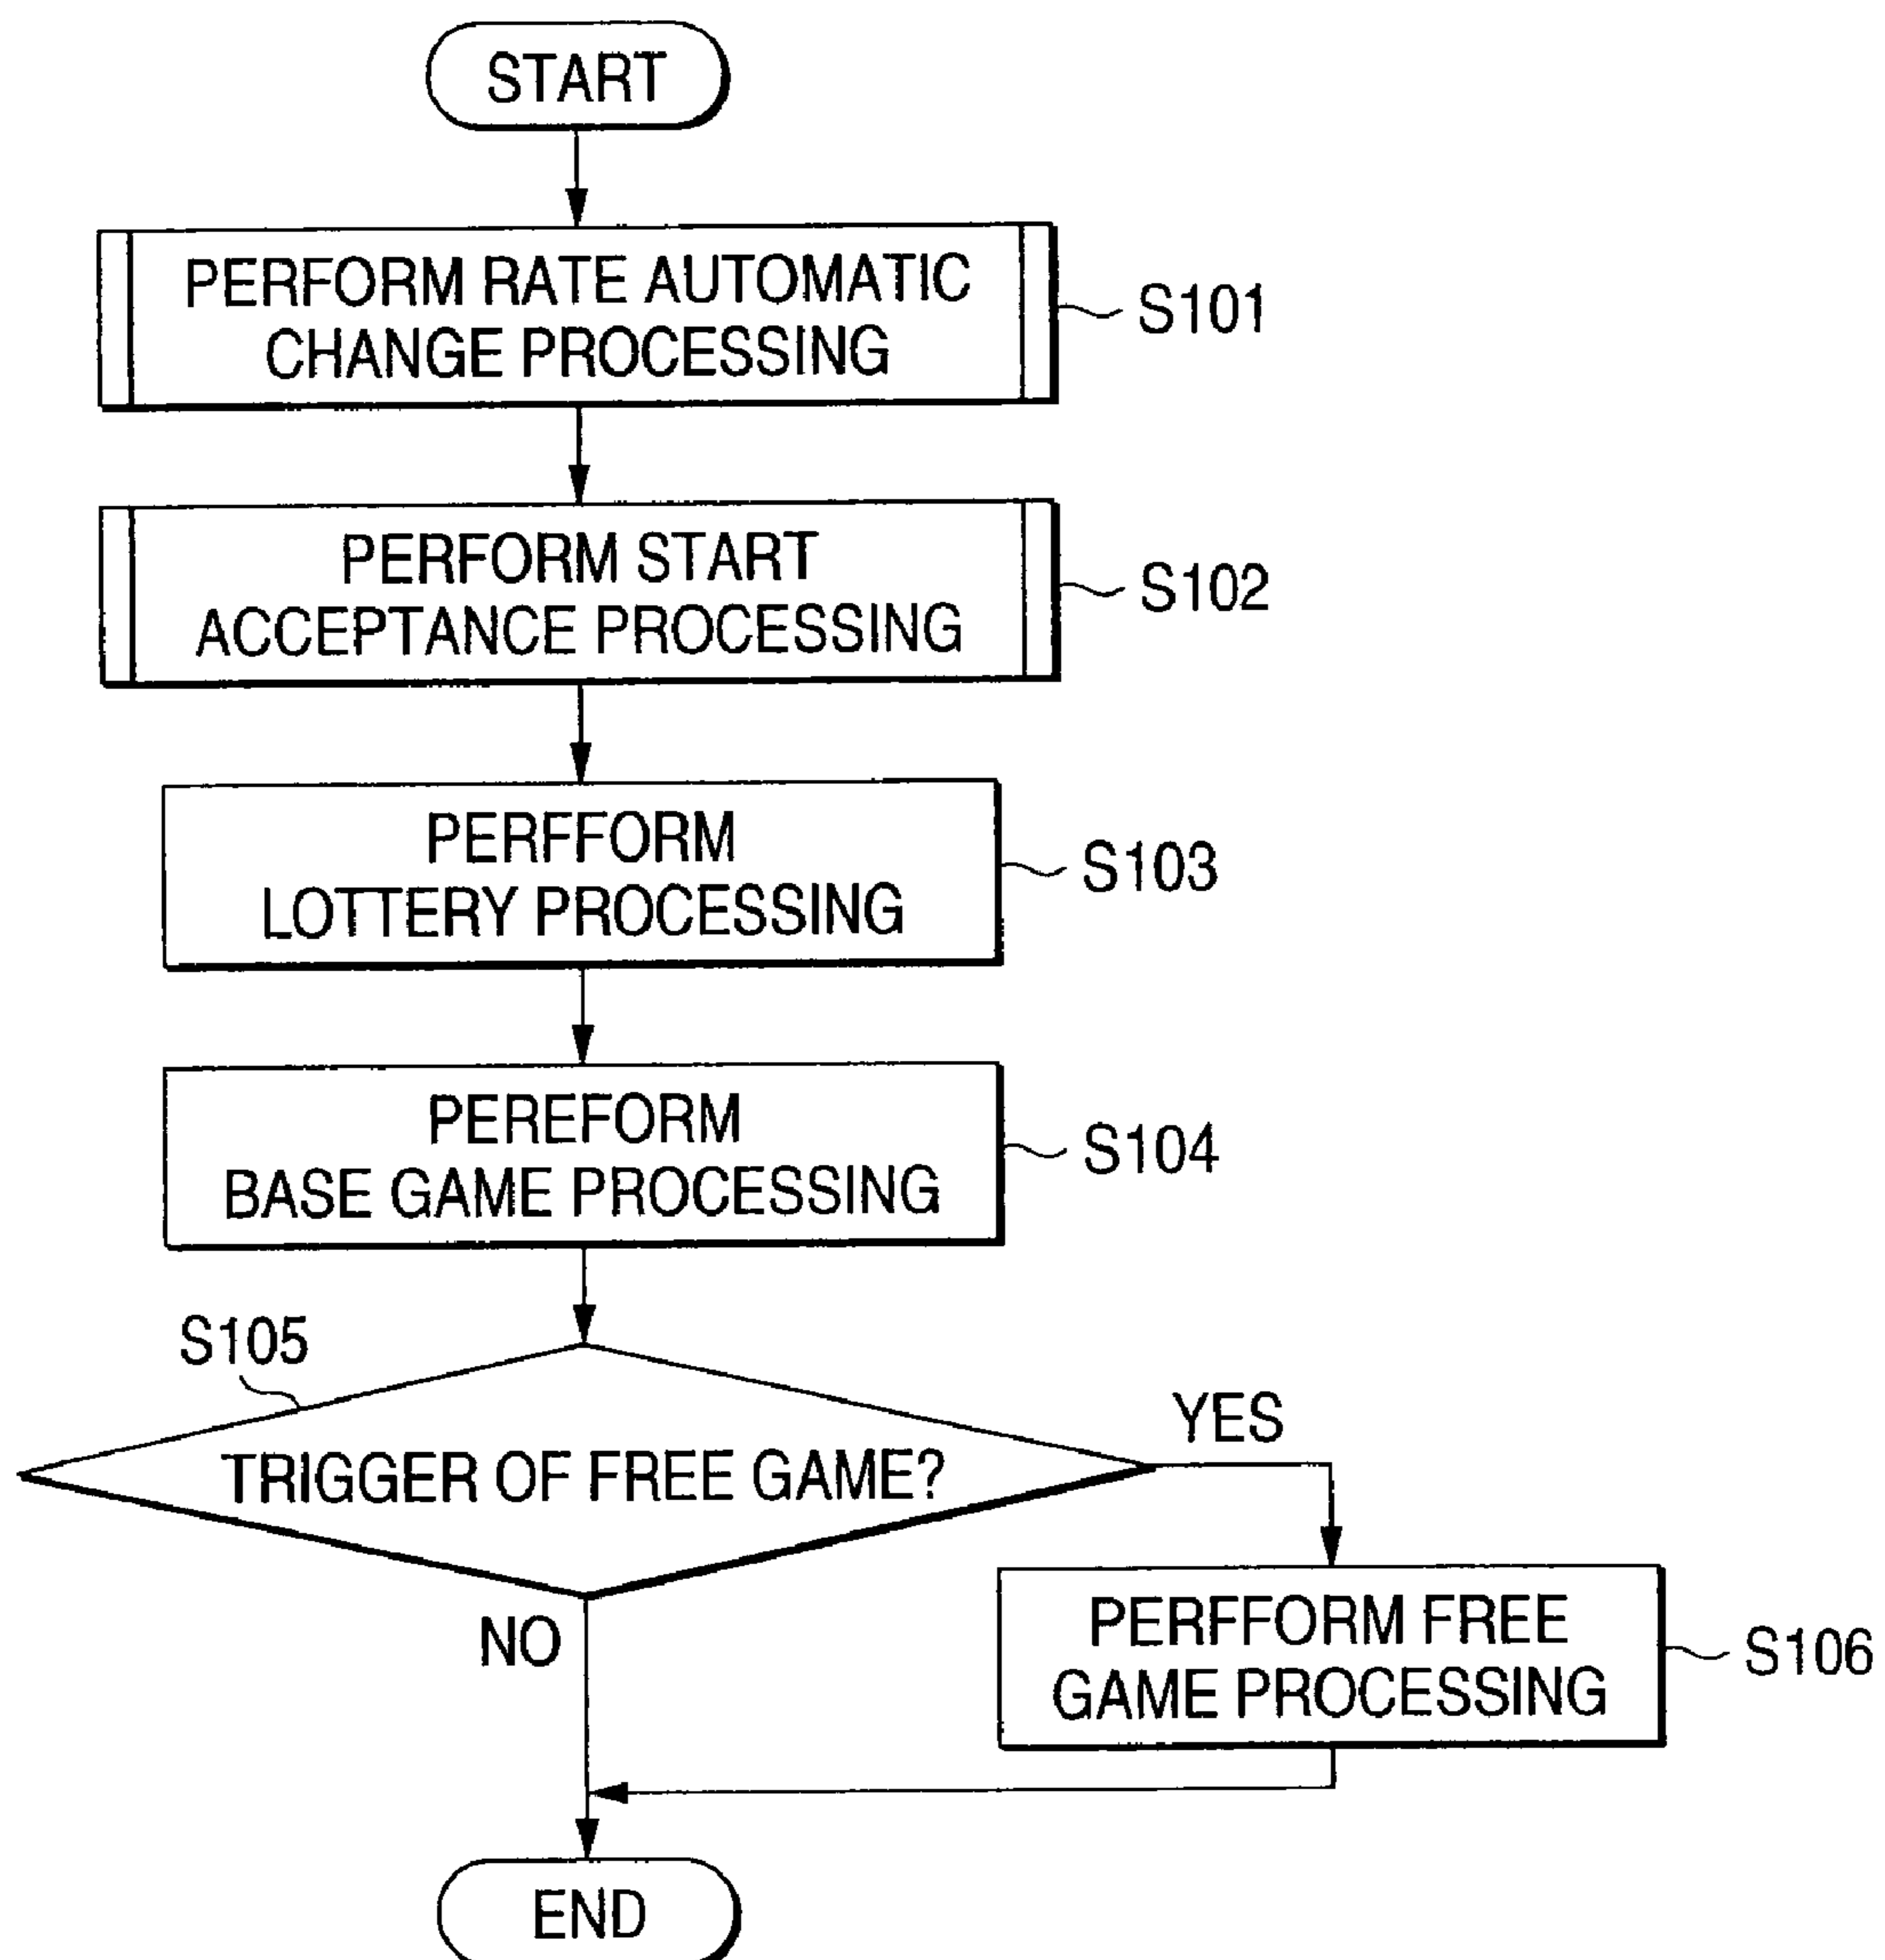 START
PERFORM RATE AUTOMATIC
CHANGE PROCESSING
S101
PERFORM START
ACCEPTANCE PROCESSING
S102
PERFFORM
LOTTERY PROCESSING
S103
PEREFORM
BASE GAME PROCESSING
S104
S105
TRIGGER OF FREE GAME?
YES
NO
PERFFORM FREE
GAME PROCESSING
S106
END